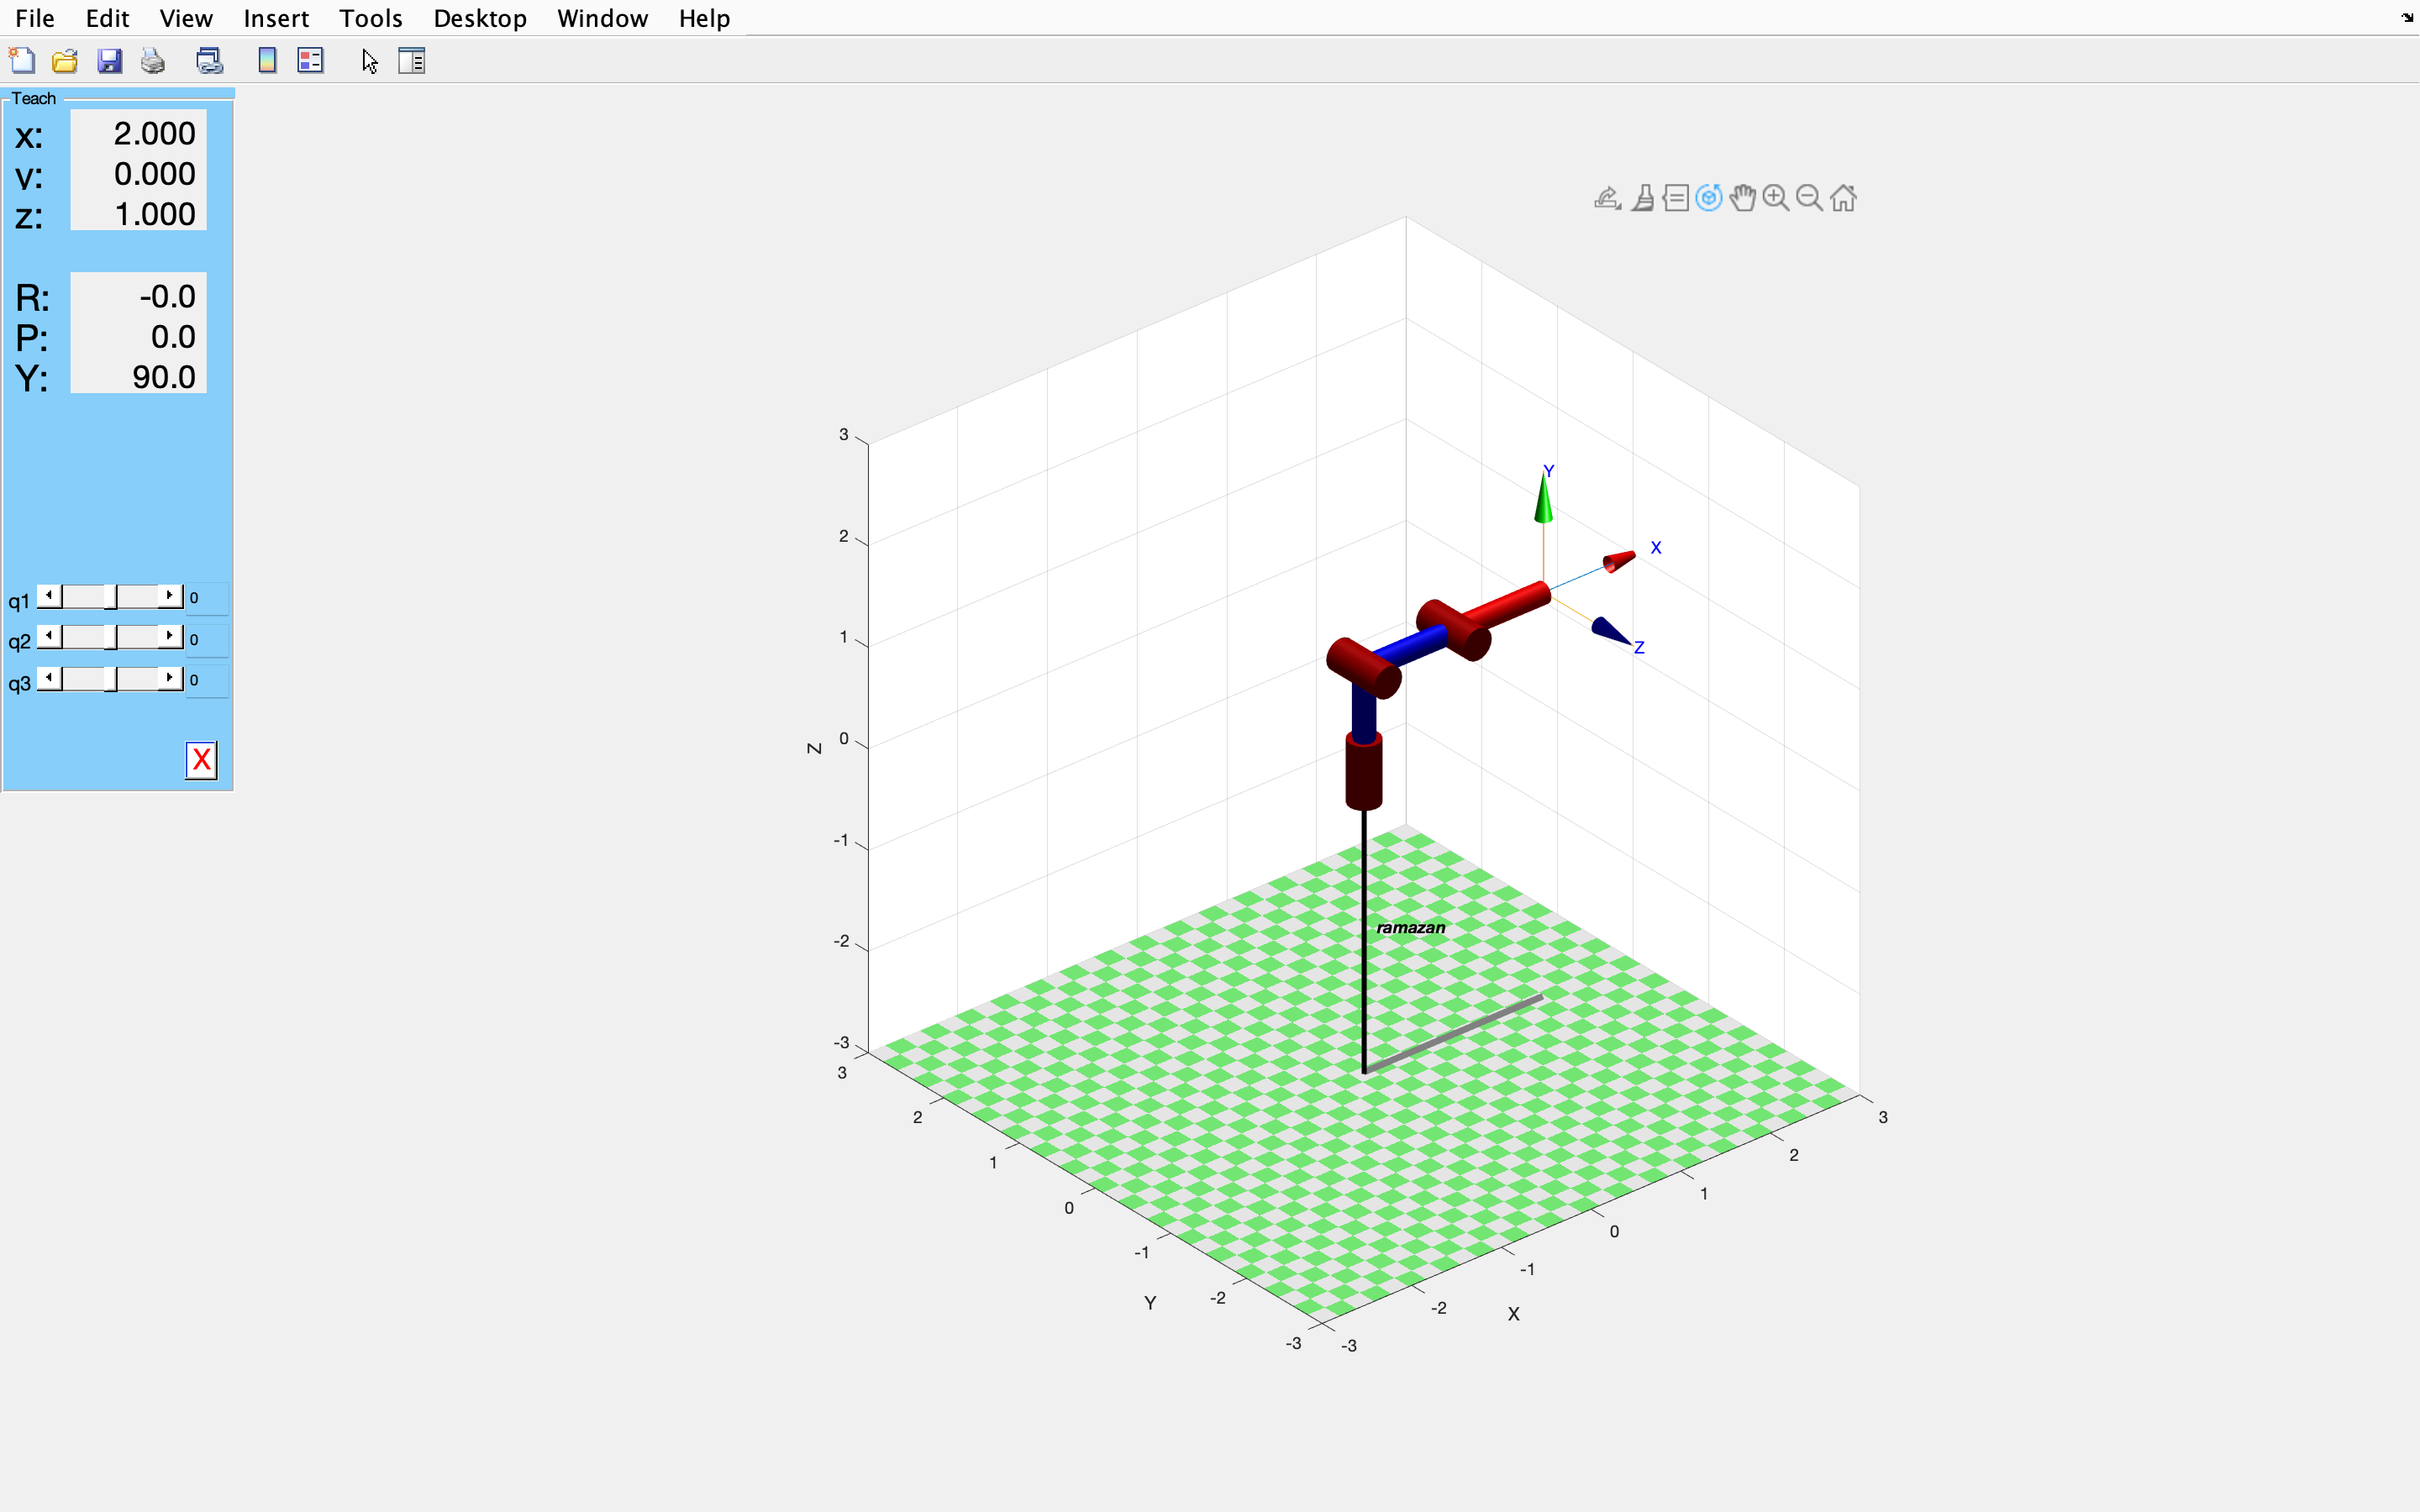 File Edit View Insert Tools Desktop Window Help
Teach
x: 2.000
y: 0.000
z: 1.000
R: -0.0
P: 0.0
Y: 90.0
q1 0
q2 0
q3 0
X
Y
X
Z
3
2
1
0
-1
-2
-3
Z
ramazan
3
2
1
0
-1
-2
-3
Y
-3
-2
-1
0
1
2
3
X